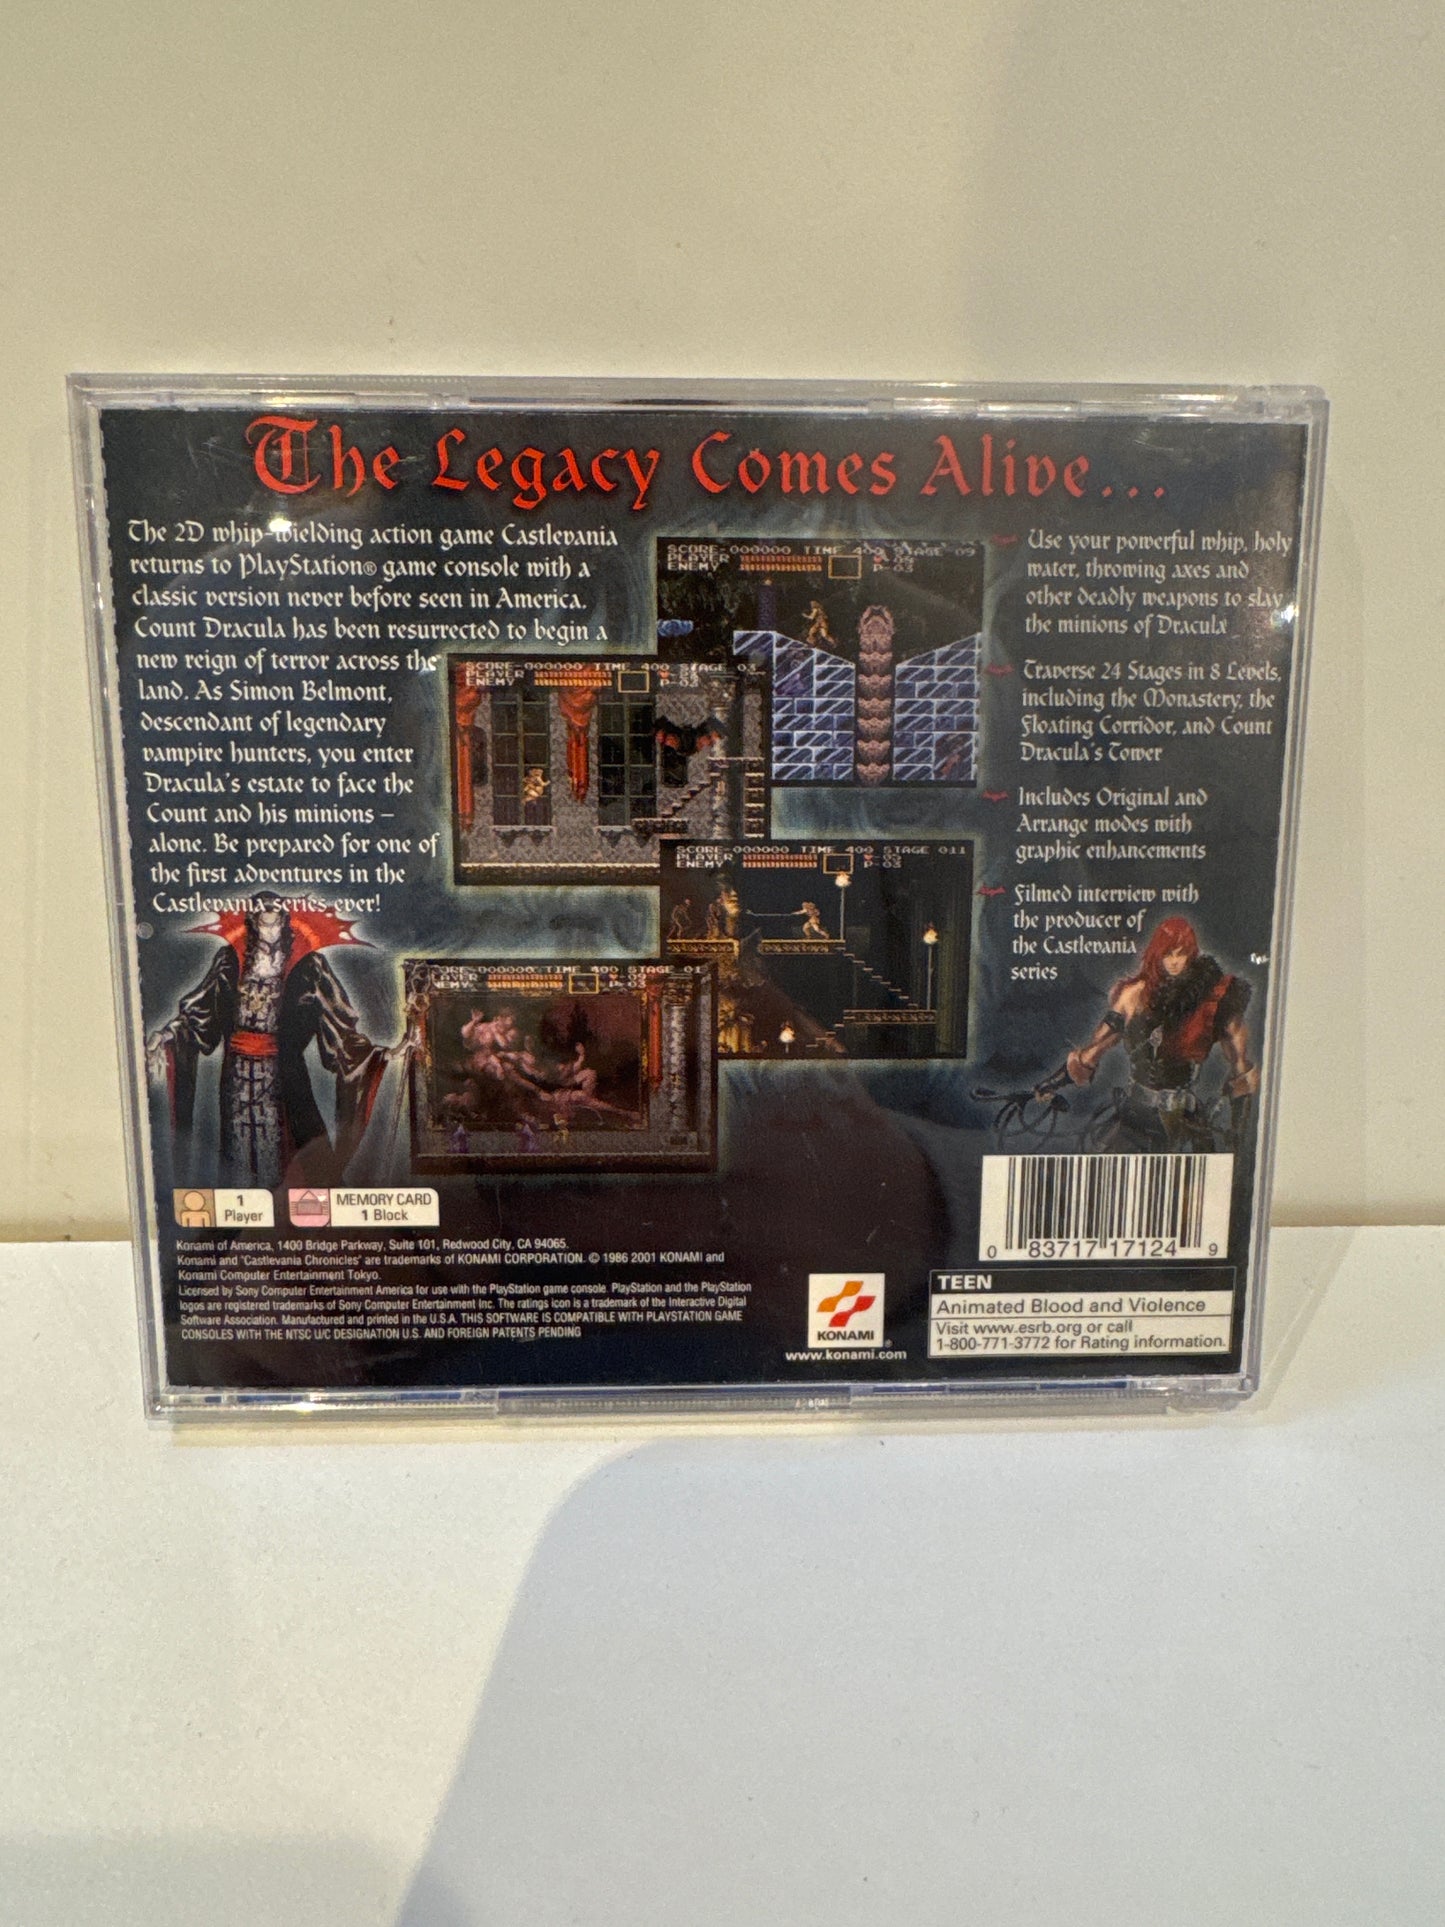 The Legacy Comes Alive...
The 2D whip-wielding action game Castlevania
returns to PlayStation® game console with a
classic version never before seen in America.
Count Dracula has been resurrected to begin a
new reign of terror across the
land. As Simon Belmont,
descendant of legendary
vampire hunters, you enter
Dracula's estate to face the
Count and his minions –
alone. Be prepared for one of
the first adventures in the
Castlevania series ever!
SCORE-000000 TIME 400 STAGE 09
PLAYER
ENEMY P-03
SCORE-000000 TIME 400 STAGE 03
PLAYER
ENEMY P-03
SCORE-000000 TIME 400 STAGE 011
PLAYER
ENEMY P-03
ORE-000000 TIME 400 STAGE 01
LAYER -09
NEMY P-03
Use your powerful whip, holy
water, throwing axes and
other deadly weapons to slay
the minions of Dracula
Traverse 24 Stages in 8 Levels,
including the Monastery, the
Floating Corridor, and Count
Dracula's Tower
Includes Original and
Arrange modes with
graphic enhancements
Filmed interview with
the producer of
the Castlevania
series
1
Player
MEMORY CARD
1 Block
Konami of America, 1400 Bridge Parkway, Suite 101, Redwood City, CA 94065.
Konami and "Castlevania Chronicles" are trademarks of KONAMI CORPORATION. © 1986 2001 KONAMI and
Konami Computer Entertainment Tokyo.
Licensed by Sony Computer Entertainment America for use with the PlayStation game console. PlayStation and the PlayStation
logos are registered trademarks of Sony Computer Entertainment Inc. The ratings icon is a trademark of the Interactive Digital
Software Association. Manufactured and printed in the U.S.A. THIS SOFTWARE IS COMPATIBLE WITH PLAYSTATION GAME
CONSOLES WITH THE NTSC U/C DESIGNATION U.S. AND FOREIGN PATENTS PENDING
KONAMI®
www.konami.com
0 83717 17124 9
TEEN
Animated Blood and Violence
Visit www.esrb.org or call
1-800-771-3772 for Rating information.